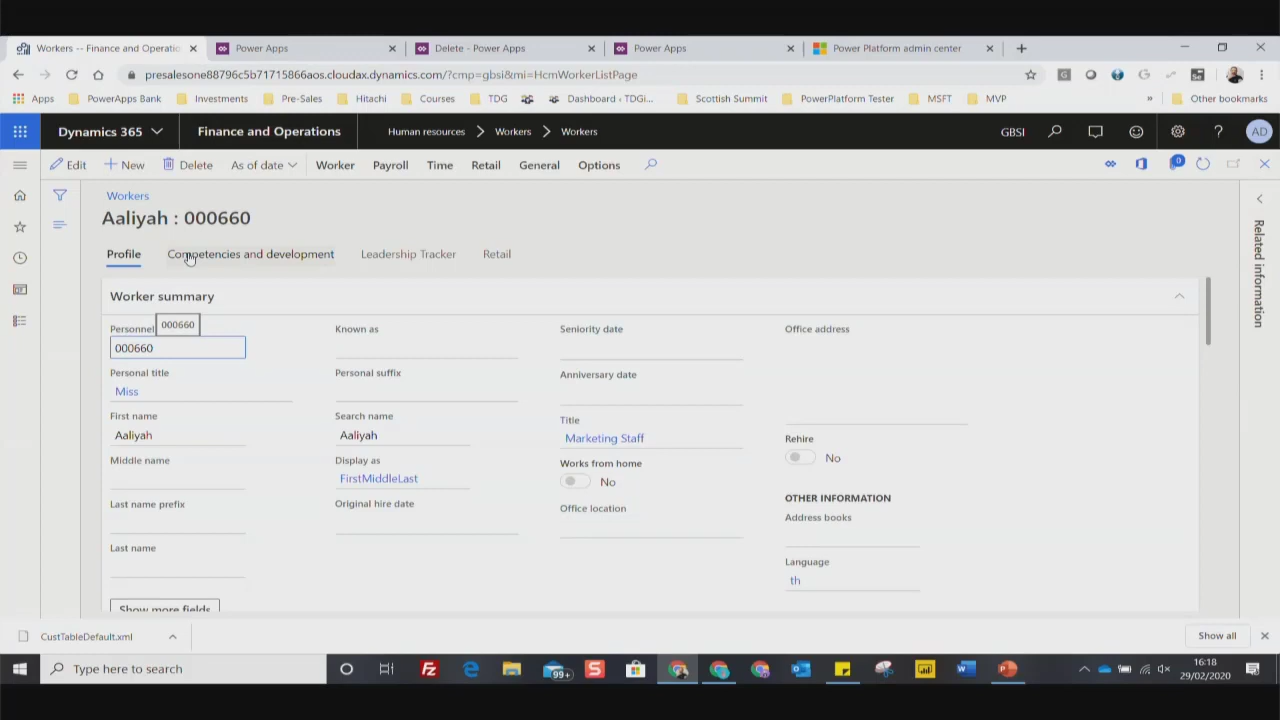 Workers -- Finance and Operatio
Power Apps
Delete - Power Apps
Power Apps
Power Platform admin center
presalesone88796c5b71715866aos.cloudax.dynamics.com/?cmp=gbsi&mi=HcmWorkerListPage
Apps
PowerApps Bank
Investments
Pre-Sales
Hitachi
Courses
TDG
Dashboard ‹ TDGi...
Scottish Summit
PowerPlatform Tester
MSFT
MVP
»
Other bookmarks
Dynamics 365
Finance and Operations
Human resources > Workers > Workers
GBSI
AD
Edit
New
Delete
As of date
Worker
Payroll
Time
Retail
General
Options
0
Workers
Aaliyah : 000660
Profile
Competencies and development
Leadership Tracker
Retail
Related information
Worker summary
Personnel
000660
000660
Personal title
Miss
First name
Aaliyah
Middle name
Last name prefix
Last name
Show more fields
Known as
Personal suffix
Search name
Aaliyah
Display as
FirstMiddleLast
Original hire date
Seniority date
Anniversary date
Title
Marketing Staff
Works from home
No
Office location
Office address
Rehire
No
OTHER INFORMATION
Address books
Language
th
CustTableDefault.xml
Show all
Type here to search
99+
16:18
29/02/2020